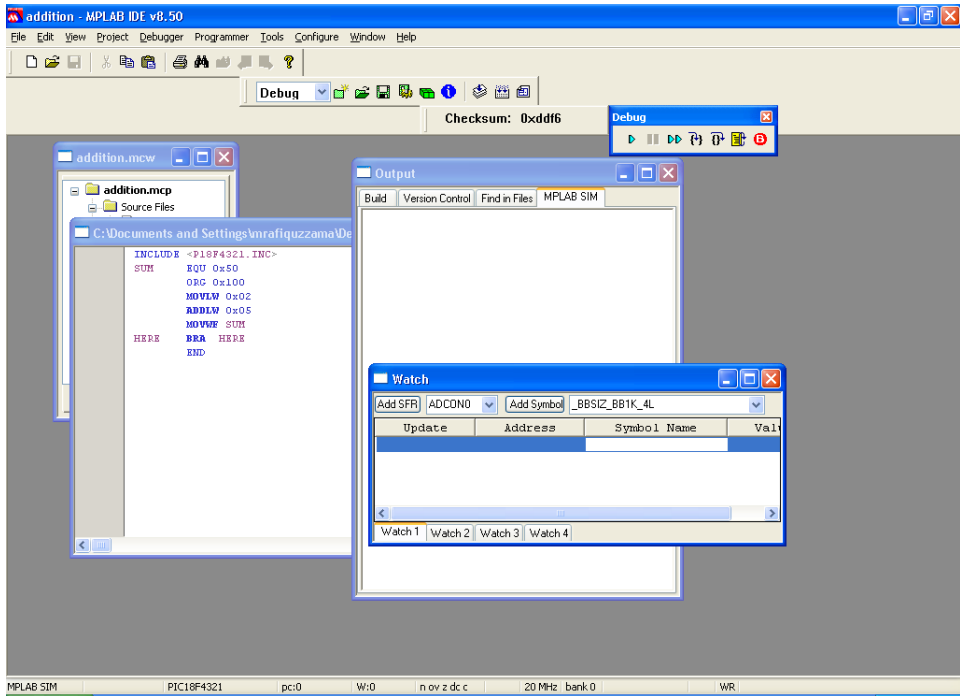 addition - MPLAB IDE v8.50
File Edit View Project Debugger Programmer Tools Configure Window Help
Debug
Checksum: 0xddf6
Debug
addition.mcw
addition.mcp
Source Files
C:\Documents and Settings\mrafiquzzama\De
INCLUDE <P18F4321.INC>
SUM EQU 0x50
ORG 0x100
MOVLW 0x02
ADDLW 0x05
MOVWF SUM
HERE BRA HERE
END
Output
Build Version Control Find in Files MPLAB SIM
Watch
Add SFR ADCON0 Add Symbol _BBSIZ_BB1K_4L
Update Address Symbol Name Val
Watch 1 Watch 2 Watch 3 Watch 4
MPLAB SIM PIC18F4321 pc:0 W:0 n ov z dc c 20 MHz bank 0 WR